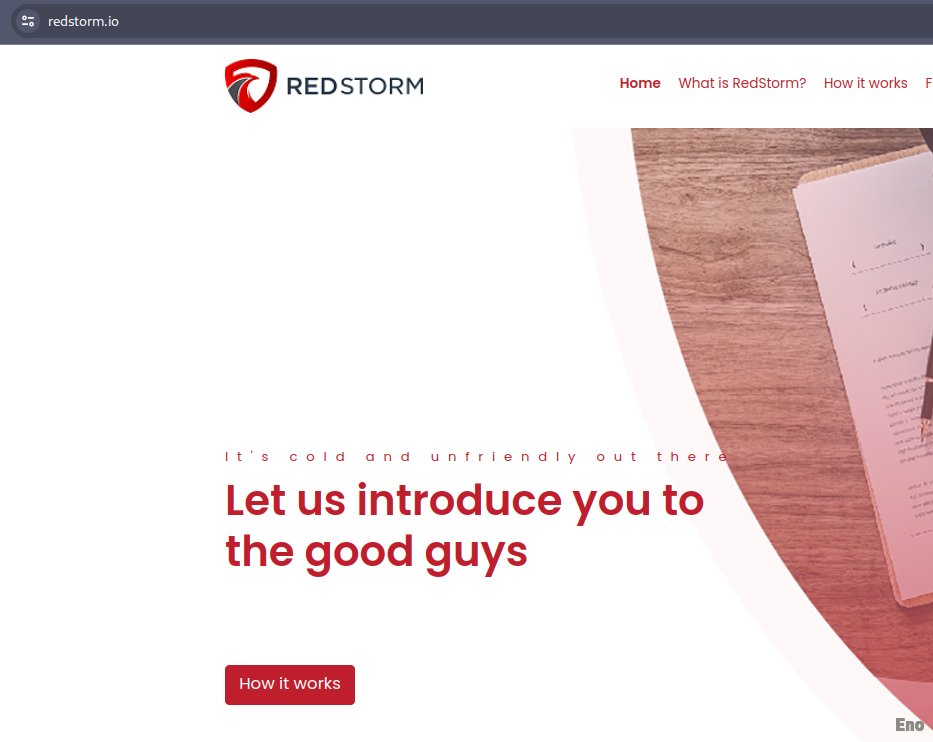 redstorm.io
REDSTORM
Home What is RedStorm? How it works F
It's cold and unfriendly out there
Let us introduce you to
the good guys
How it works
Eno